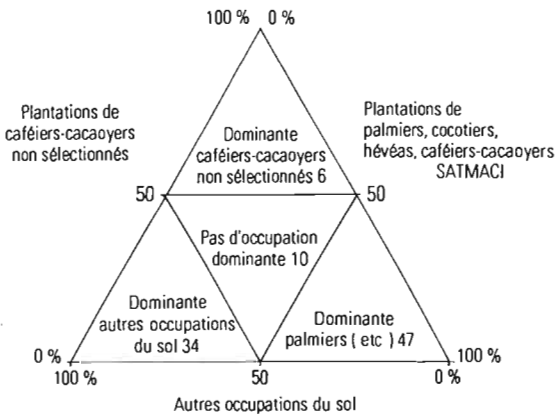 100 % 0 %
Plantations de
caféiers-cacaoyers
non sélectionnés
Plantations de
palmiers, cocotiers,
hévéas, caféiers-cacaoyers
SATMACI
Dominante
caféiers-cacaoyers
non sélectionnés 6
50
50
Pas d'occupation
dominante 10
Dominante
autres occupations
du sol 34
Dominante
palmiers ( etc ) 47
0 %
100 %
100 %
50
0 %
Autres occupations du sol